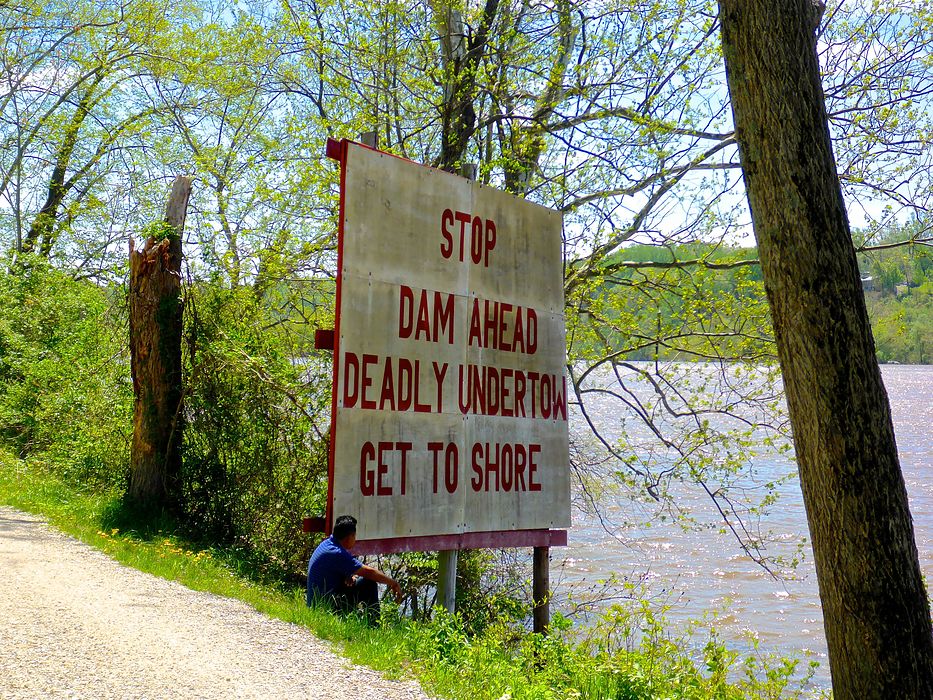 STOP
DAM AHEAD
DEADLY UNDERTOW
GET TO SHORE